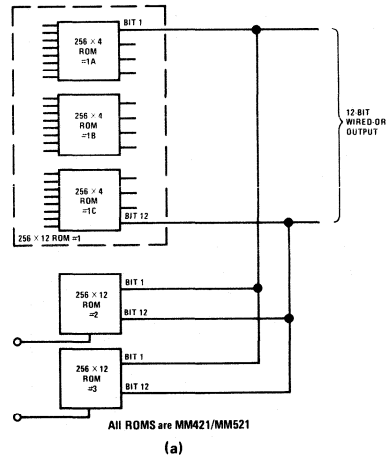 BIT 1
256 × 4
ROM
=1A
256 × 4
ROM
=1B
12-BIT
WIRED-OR
OUTPUT
256 × 4
ROM
=1C
BIT 12
256 × 12 ROM =1
BIT 1
256 × 12
ROM
=2
BIT 12
BIT 1
256 × 12
ROM
=3
BIT 12
All ROMS are MM421/MM521
(a)